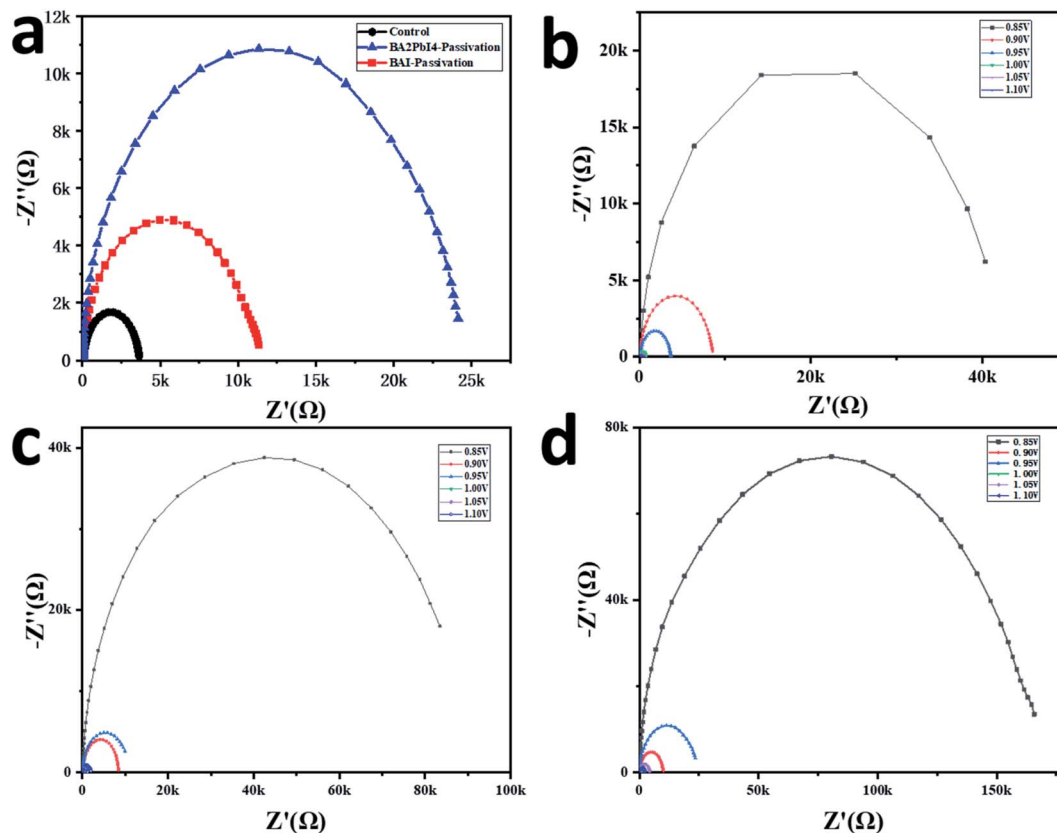 a
Control
BA2PbI4-Passivation
BAI-Passivation
12k
10k
8k
6k
4k
2k
0
0 5k 10k 15k 20k 25k
-Z''(Ω)
Z'(Ω)
b
0.85V
0.90V
0.95V
1.00V
1.05V
1.10V
20k
15k
10k
5k
0
0 20k 40k
-Z''(Ω)
Z'(Ω)
c
0.85V
0.90V
0.95V
1.00V
1.05V
1.10V
40k
20k
0
0 20k 40k 60k 80k 100k
-Z''(Ω)
Z'(Ω)
d
0.85V
0.90V
0.95V
1.00V
1.05V
1.10V
80k
40k
0
0 50k 100k 150k
-Z''(Ω)
Z'(Ω)